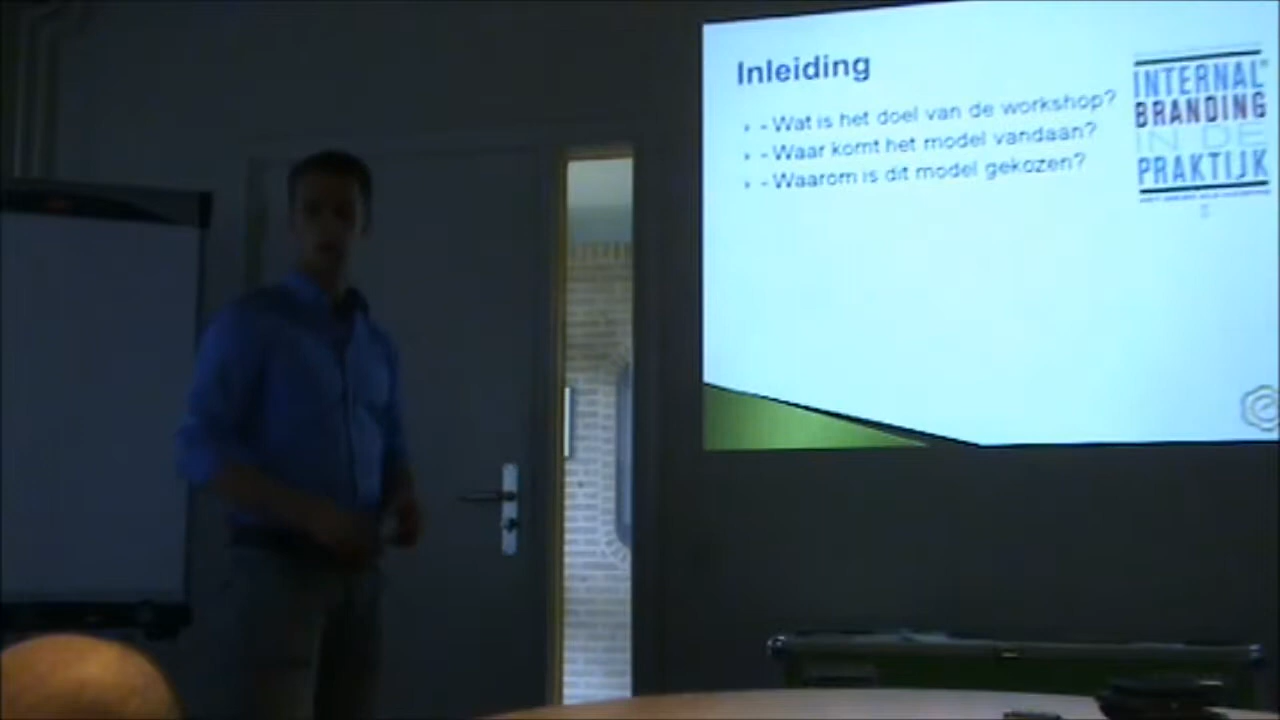 Inleiding
- Wat is het doel van de workshop?
- Waar komt het model vandaan?
- Waarom is dit model gekozen?
INTERNAL
BRANDING
IN DE
PRAKTIJK